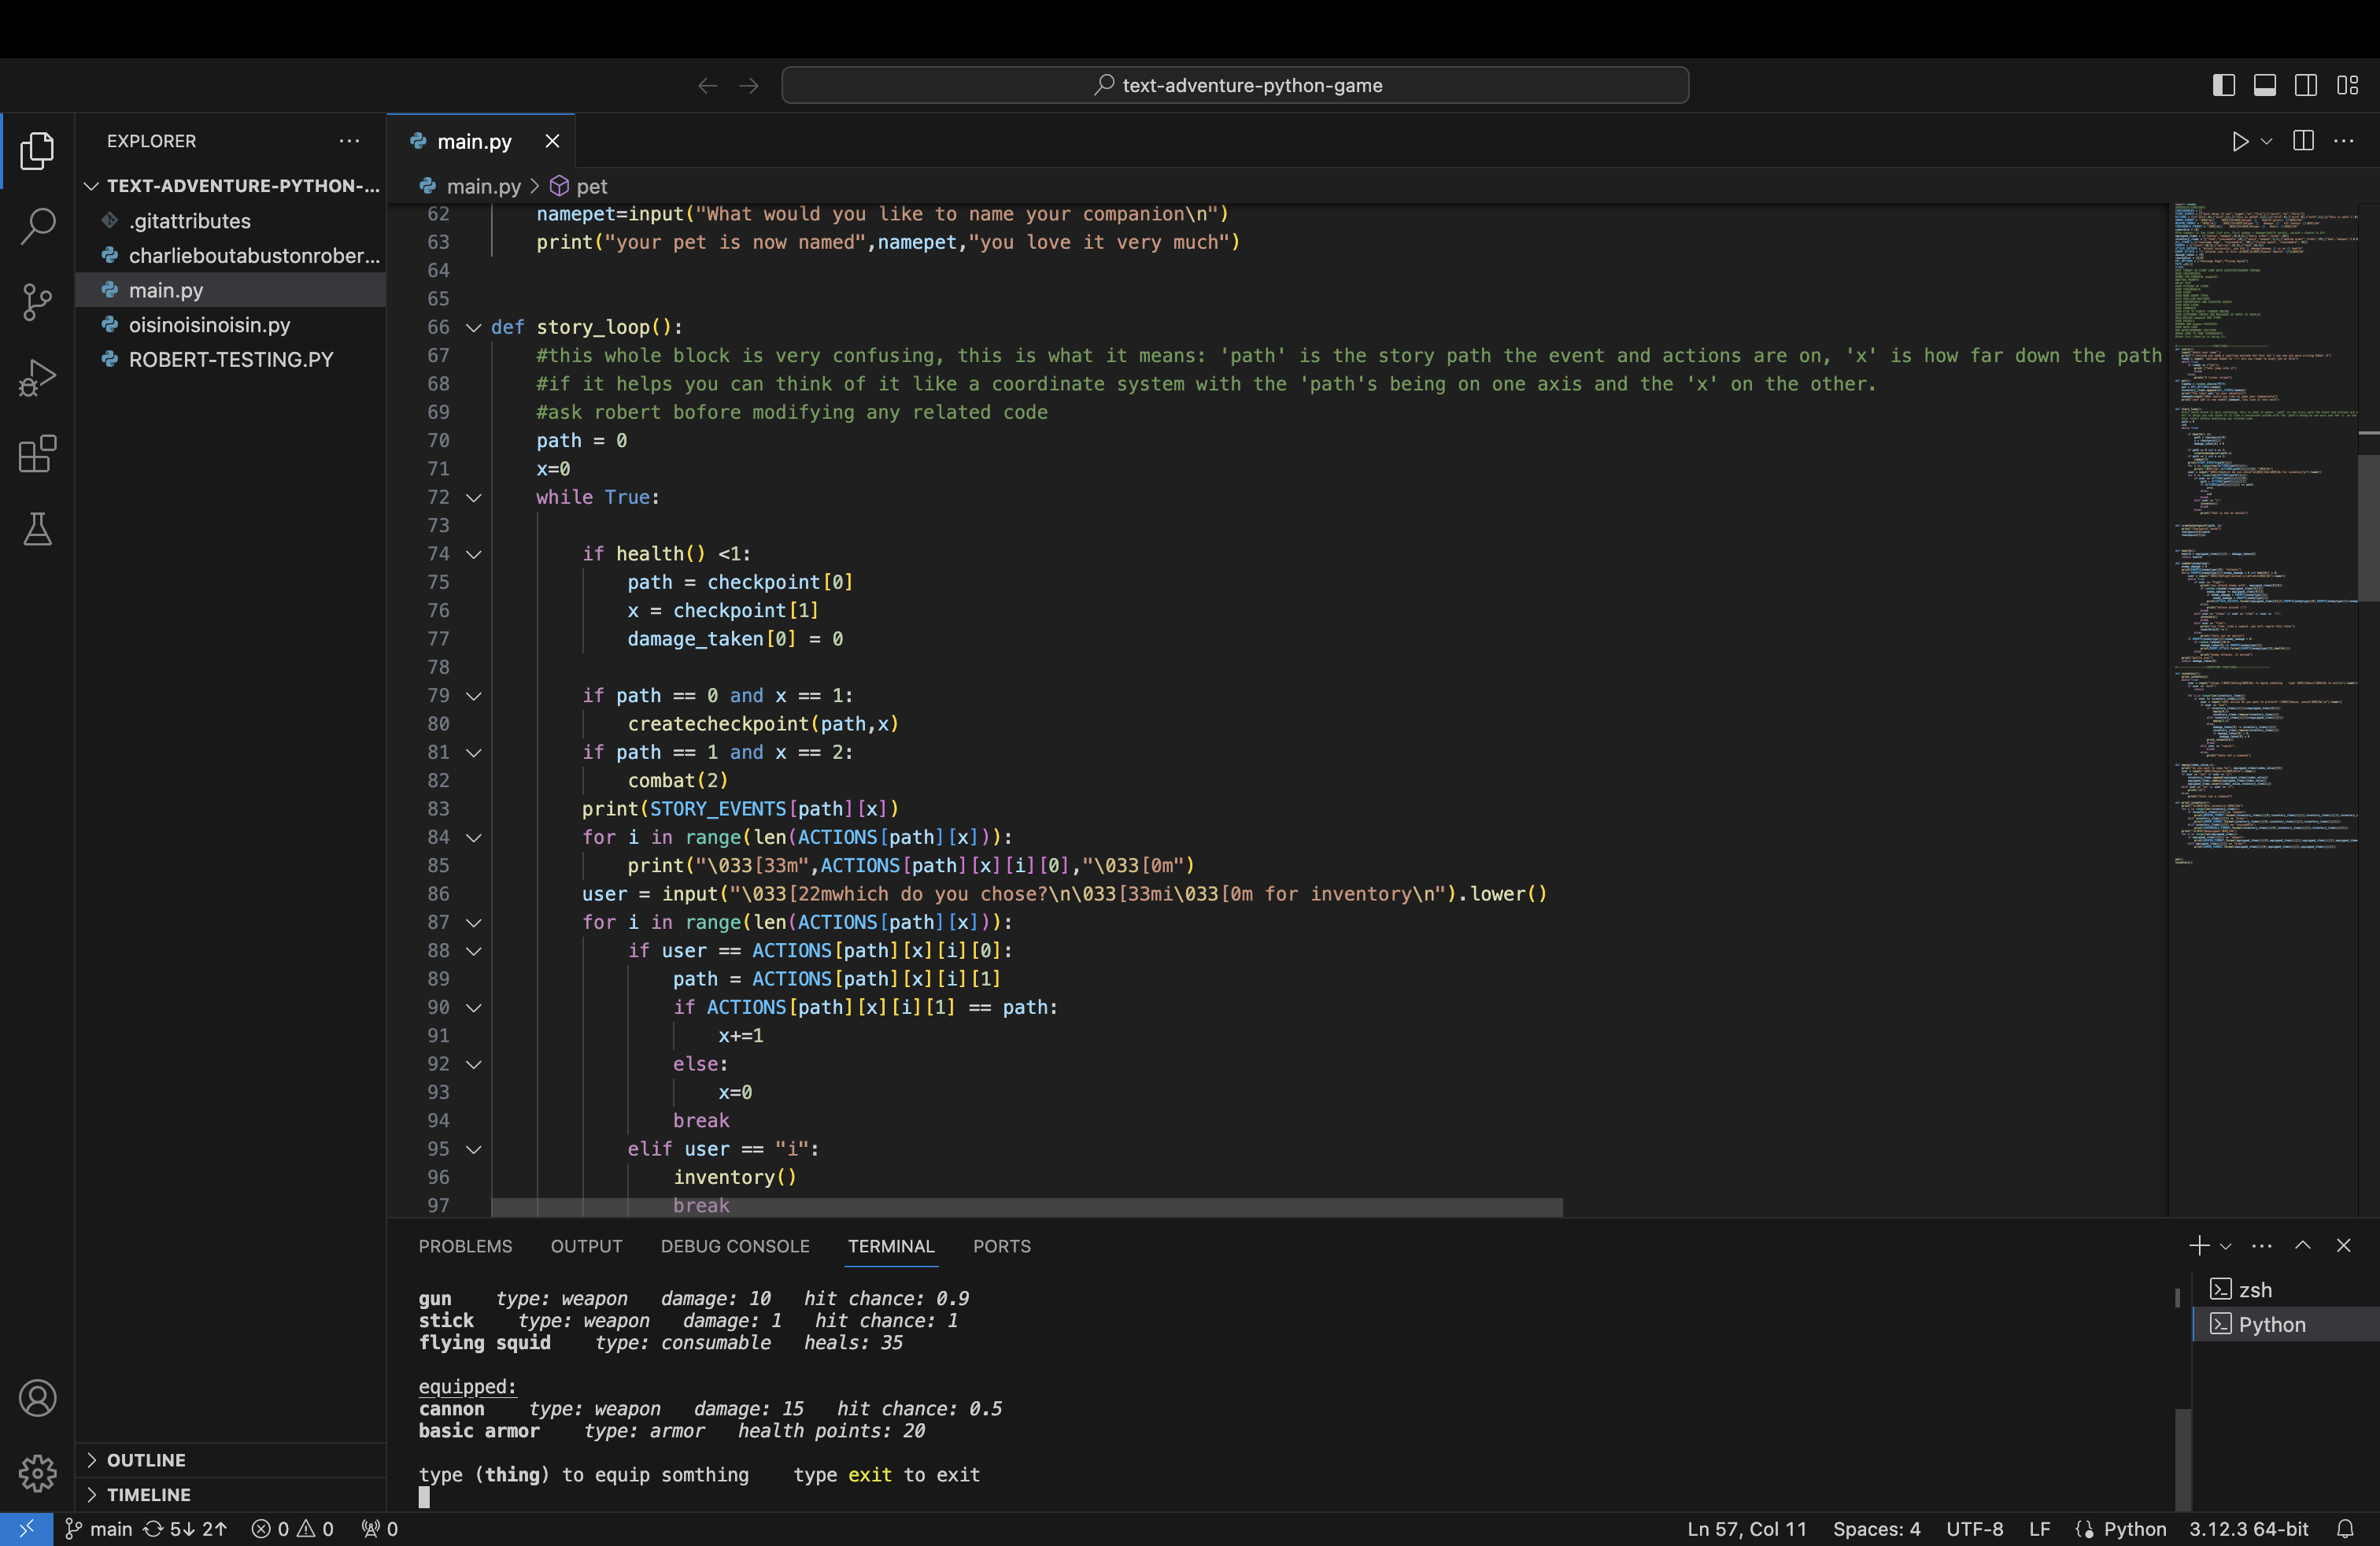 text-adventure-python-game
EXPLORER
main.py
TEXT-ADVENTURE-PYTHON-...
.gitattributes
charlieboutabustonrober...
main.py
oisinoisinoisin.py
ROBERT-TESTING.PY
OUTLINE
TIMELINE
main.py > pet
62 namepet=input("What would you like to name your companion\n")
63 print("your pet is now named",namepet,"you love it very much")
64
65
66 def story_loop():
67 #this whole block is very confusing, this is what it means: 'path' is the story path the event and actions are on, 'x' is how far down the path
68 #if it helps you can think of it like a coordinate system with the 'path's being on one axis and the 'x' on the other.
69 #ask robert bofore modifying any related code
70 path = 0
71 x=0
72 while True:
73
74 if health() <1:
75 path = checkpoint[0]
76 x = checkpoint[1]
77 damage_taken[0] = 0
78
79 if path == 0 and x == 1:
80 createcheckpoint(path,x)
81 if path == 1 and x == 2:
82 combat(2)
83 print(STORY_EVENTS[path][x])
84 for i in range(len(ACTIONS[path][x])):
85 print("\033[33m",ACTIONS[path][x][i][0],"\033[0m")
86 user = input("\033[22mwhich do you chose?\n\033[33mi\033[0m for inventory\n").lower()
87 for i in range(len(ACTIONS[path][x])):
88 if user == ACTIONS[path][x][i][0]:
89 path = ACTIONS[path][x][i][1]
90 if ACTIONS[path][x][i][1] == path:
91 x+=1
92 else:
93 x=0
94 break
95 elif user == "i":
96 inventory()
97 break
PROBLEMS OUTPUT DEBUG CONSOLE TERMINAL PORTS
gun type: weapon damage: 10 hit chance: 0.9
stick type: weapon damage: 1 hit chance: 1
flying squid type: consumable heals: 35
equipped:
cannon type: weapon damage: 15 hit chance: 0.5
basic armor type: armor health points: 20
type (thing) to equip somthing type exit to exit
zsh
Python
main 5↓ 2↑ 0 0 0 Ln 57, Col 11 Spaces: 4 UTF-8 LF Python 3.12.3 64-bit